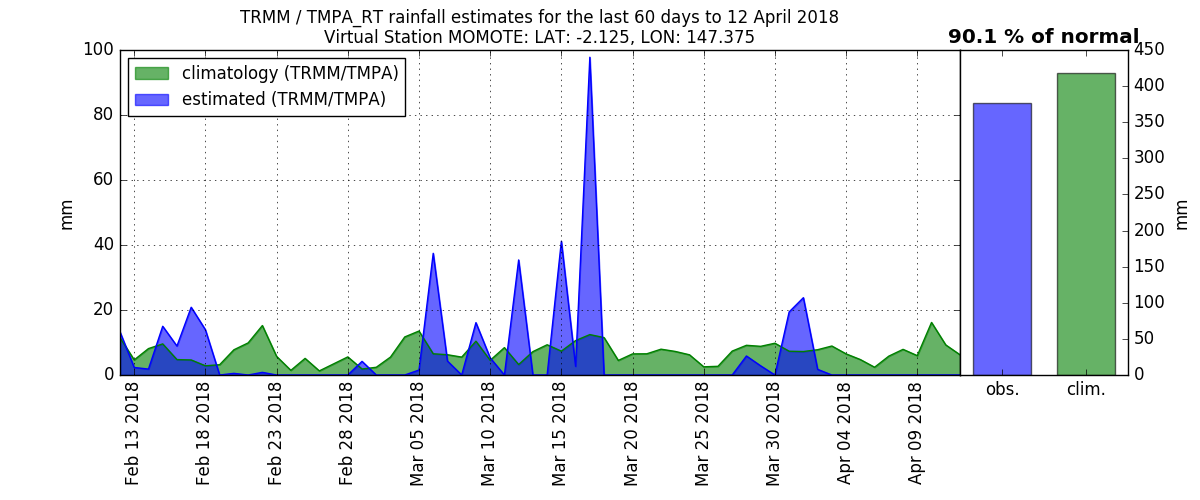 TRMM / TMPA_RT rainfall estimates for the last 60 days to 12 April 2018
Virtual Station MOMOTE: LAT: -2.125, LON: 147.375
90.1 % of normal
climatology (TRMM/TMPA)
estimated (TRMM/TMPA)
100
80
60
40
20
0
mm
Feb 13 2018
Feb 18 2018
Feb 23 2018
Feb 28 2018
Mar 05 2018
Mar 10 2018
Mar 15 2018
Mar 20 2018
Mar 25 2018
Mar 30 2018
Apr 04 2018
Apr 09 2018
obs.
clim.
450
400
350
300
250
200
150
100
50
0
mm